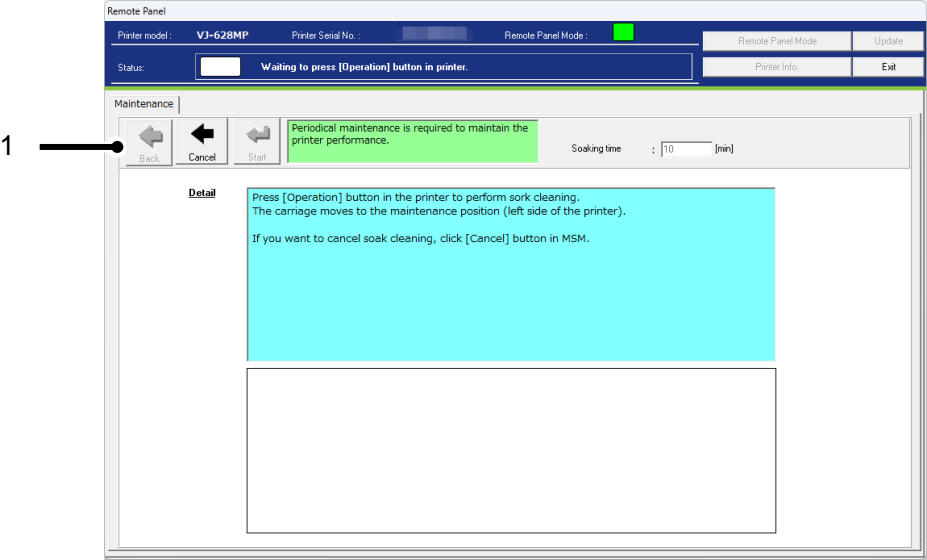 Remote Panel
Printer model : VJ-628MP Printer Serial No. : Remote Panel Mode : Remote Panel Mode Update
Status: Waiting to press [Operation] button in printer. Printer Info. Exit
Maintenance
1
Back Cancel Start
Periodical maintenance is required to maintain the
printer performance.
Soaking time : 10 [min]
Detail
Press [Operation] button in the printer to perform sork cleaning.
The carriage moves to the maintenance position (left side of the printer).
If you want to cancel soak cleaning, click [Cancel] button in MSM.